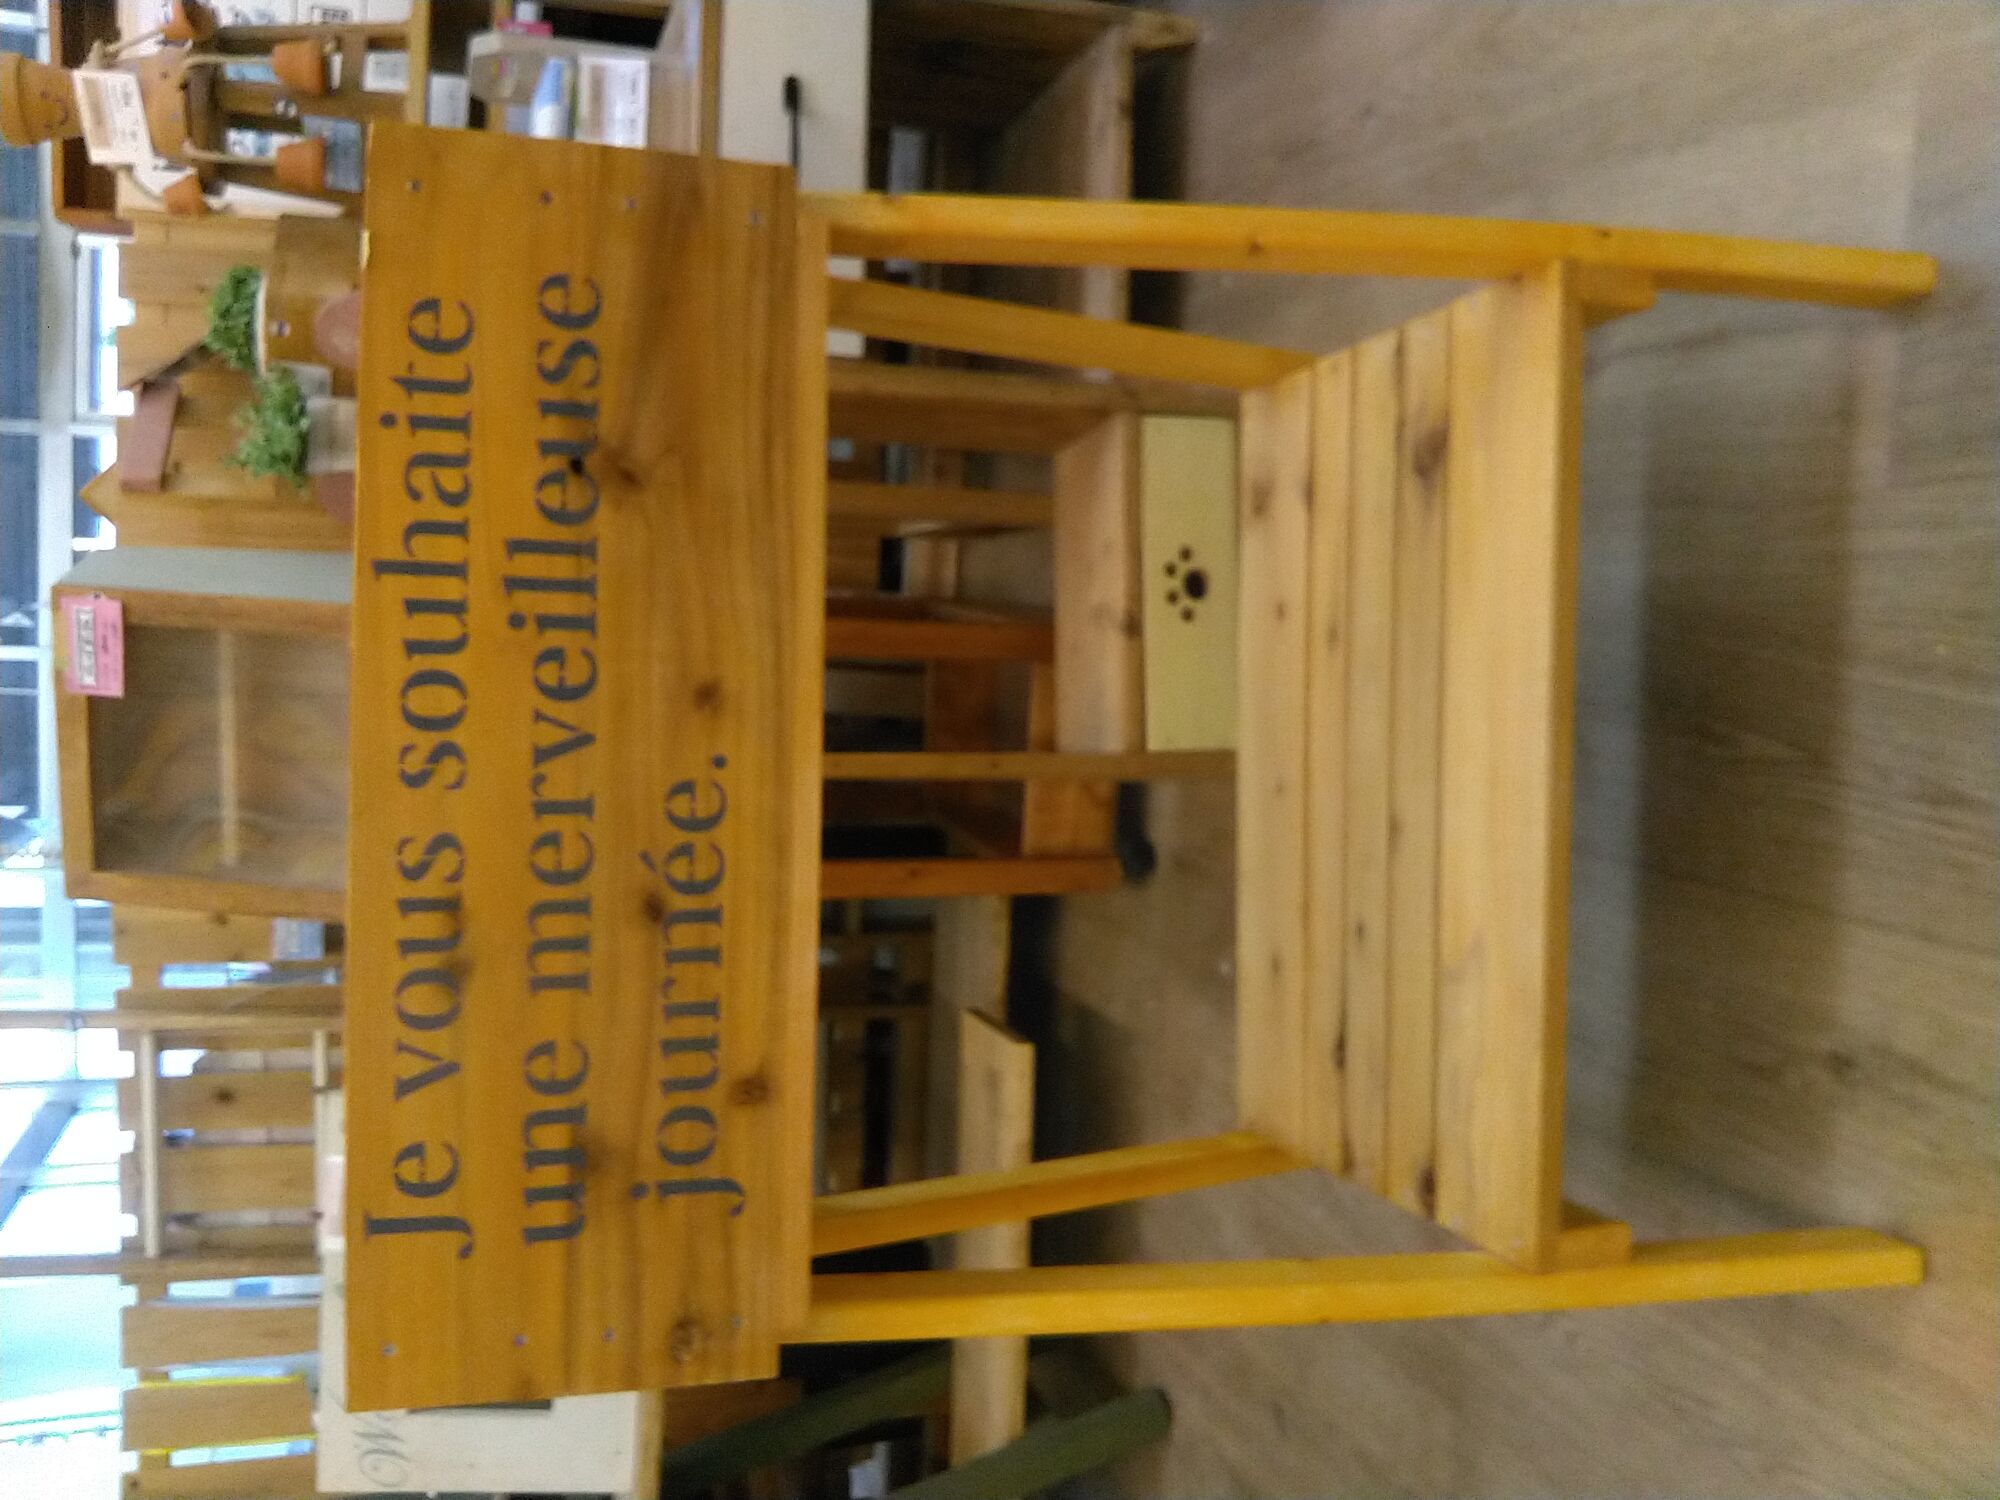 Je vous souhaite
une merveilleuse
journée.